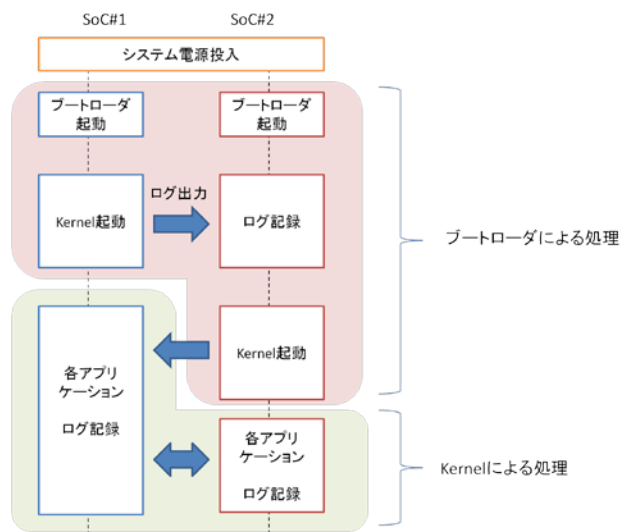 SoC#1
SoC#2
システム電源投入
ブートローダ
起動
ブートローダ
起動
Kernel起動
ログ出力
ログ記録
ブートローダによる処理
Kernel起動
各アプリ
ケーション
ログ記録
各アプリ
ケーション
ログ記録
Kernelによる処理